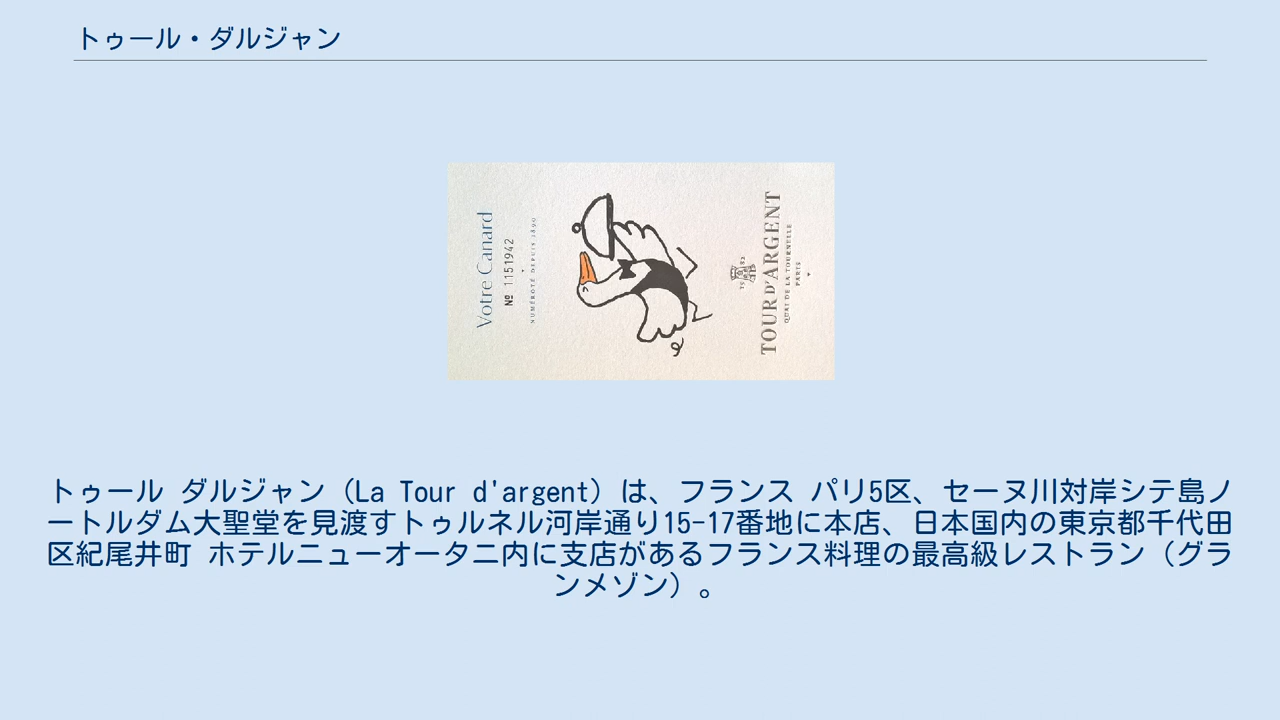 トゥール・ダルジャン
Votre Canard
Nº 1151942
NUMÉROTÉ DEPUIS 1890
1582
TOUR D'ARGENT
QUAI DE LA TOURNELLE
PARIS
トゥール ダルジャン（La Tour d'argent）は、フランス パリ5区、セーヌ川対岸シテ島ノ
ートルダム大聖堂を見渡すトゥルネル河岸通り15-17番地に本店、日本国内の東京都千代田
区紀尾井町 ホテルニューオータニ内に支店があるフランス料理の最高級レストラン（グラ
ンメゾン）。